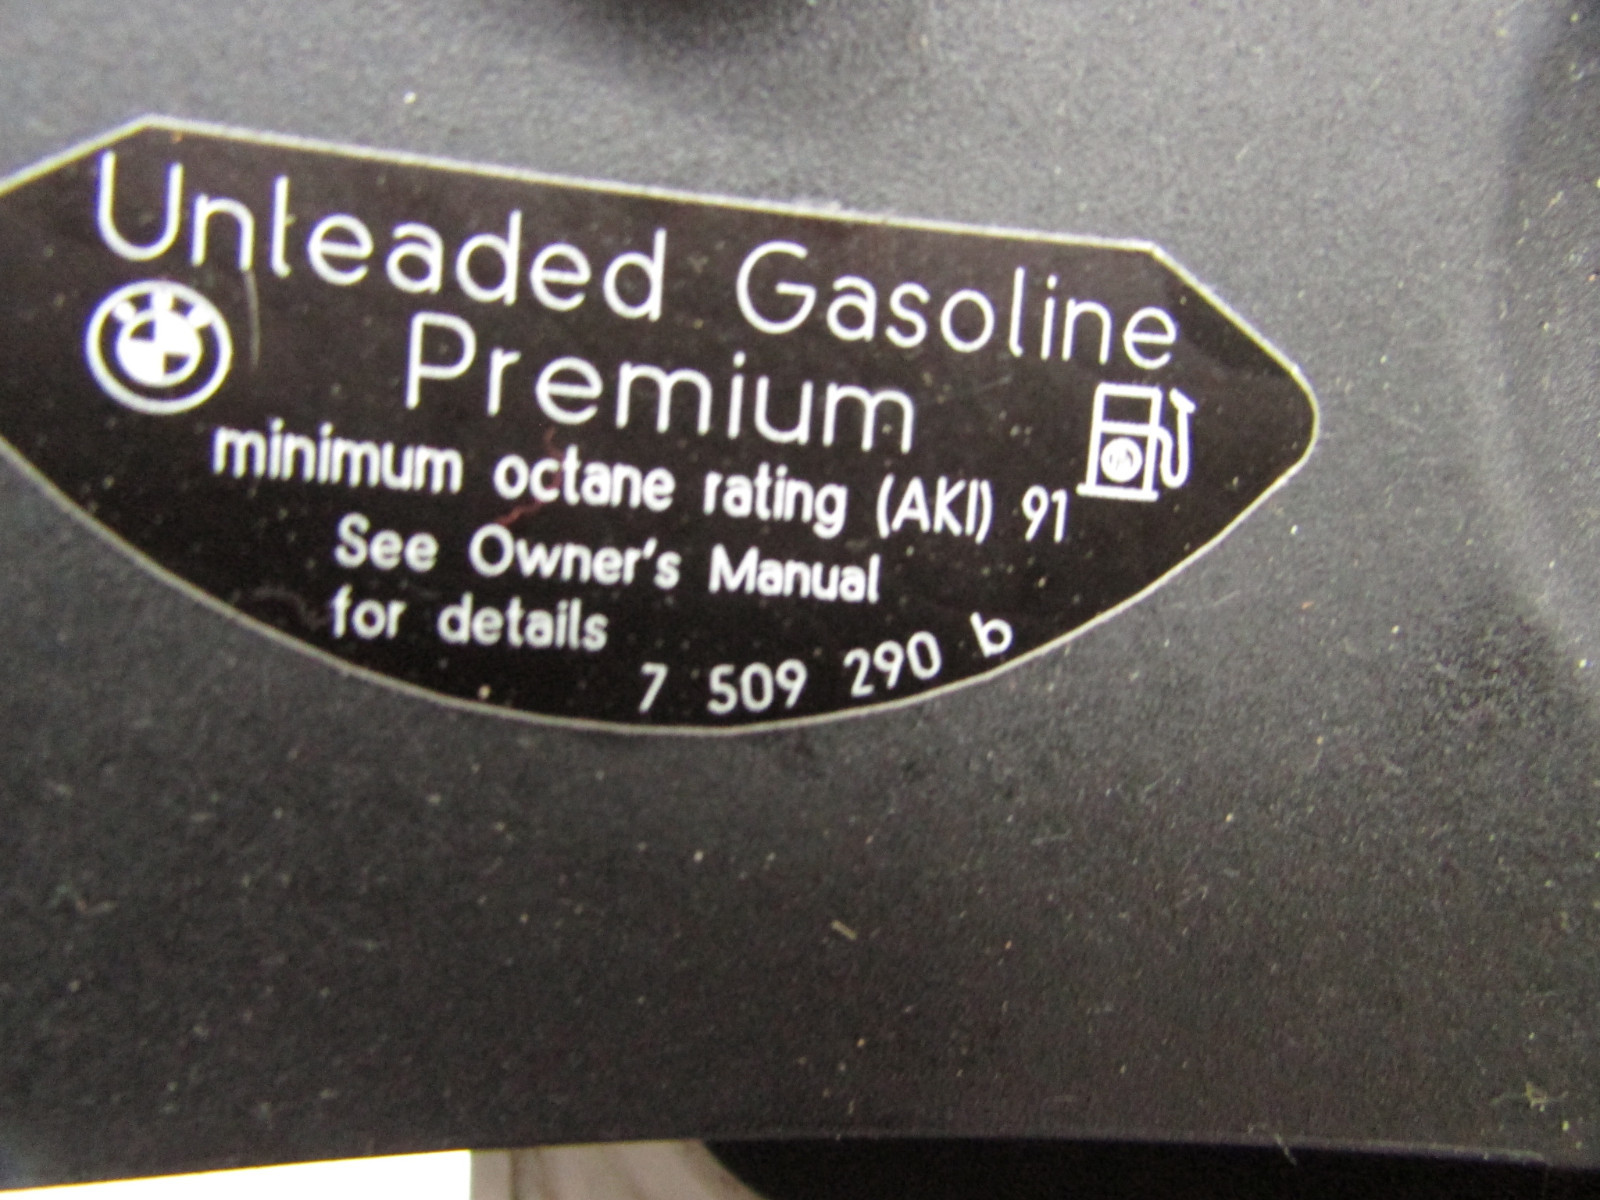 Unleaded Gasoline
Premium
minimum octane rating (AKI) 91
See Owner's Manual
for details
7 509 290 b